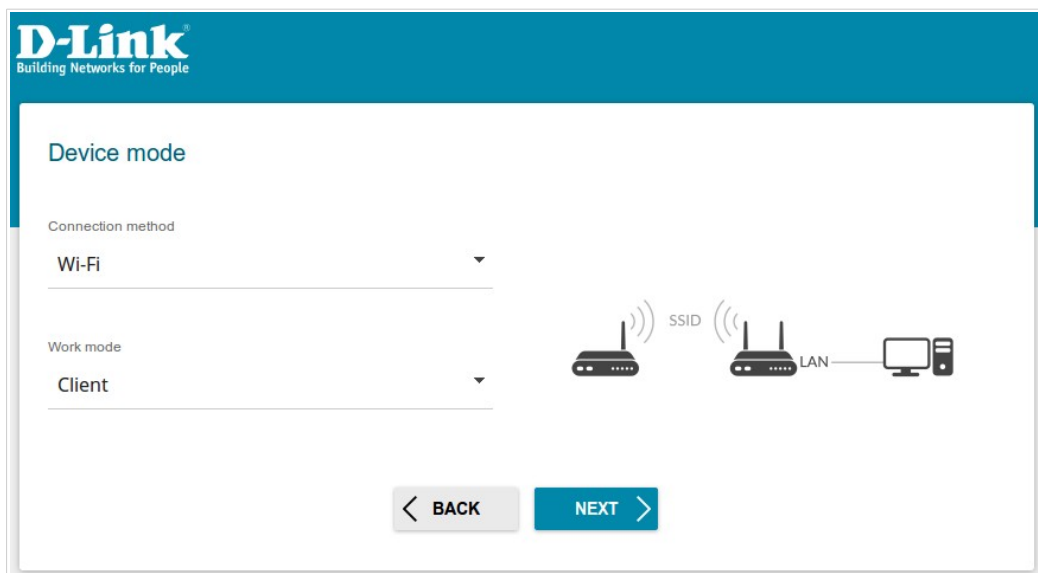 D-Link®
Building Networks for People
Device mode
Connection method
Wi-Fi
Work mode
Client
SSID
LAN
BACK
NEXT